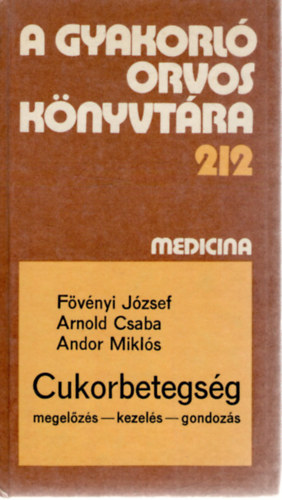 A GYAKORLÓ
ORVOS
KÖNYVTÁRA
212
MEDICINA
Fövényi József
Arnold Csaba
Andor Miklós
Cukorbetegség
megelőzés — kezelés — gondozás